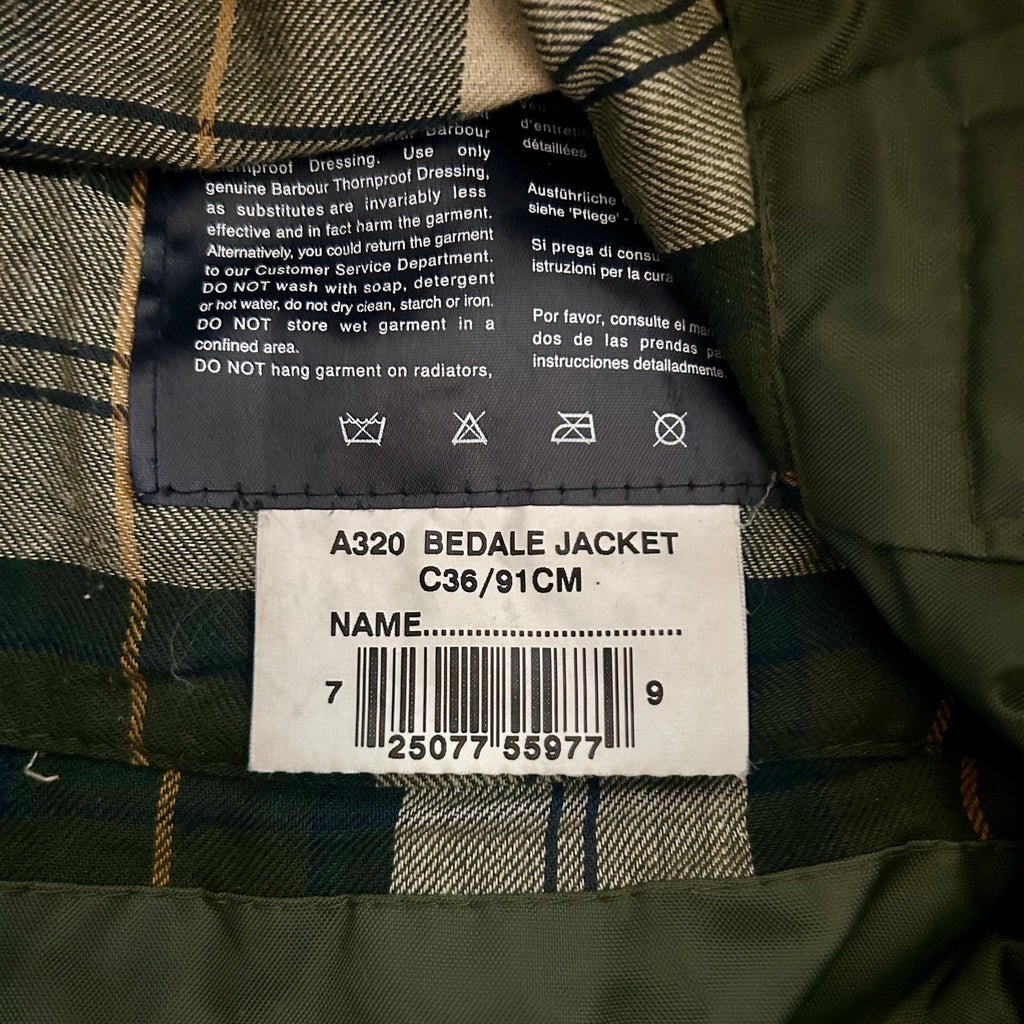 Barbour
Dressing. Use only
genuine Barbour Thornproof Dressing,
as substitutes are invariably less
effective and in fact harm the garment.
Alternatively, you could return the garment
to our Customer Service Department.
DO NOT wash with soap, detergent
or hot water, do not dry clean, starch or iron.
DO NOT store wet garment in a
confined area.
DO NOT hang garment on radiators,
d'entretien
détaillées
Ausführliche
siehe 'Pflege' -
Si prega di
istruzioni per la cura
Por favor, consulte el
dos de las prendas
instrucciones detalladmente.
A320 BEDALE JACKET
C36/91CM
NAME..............................
7 25077 55977 9